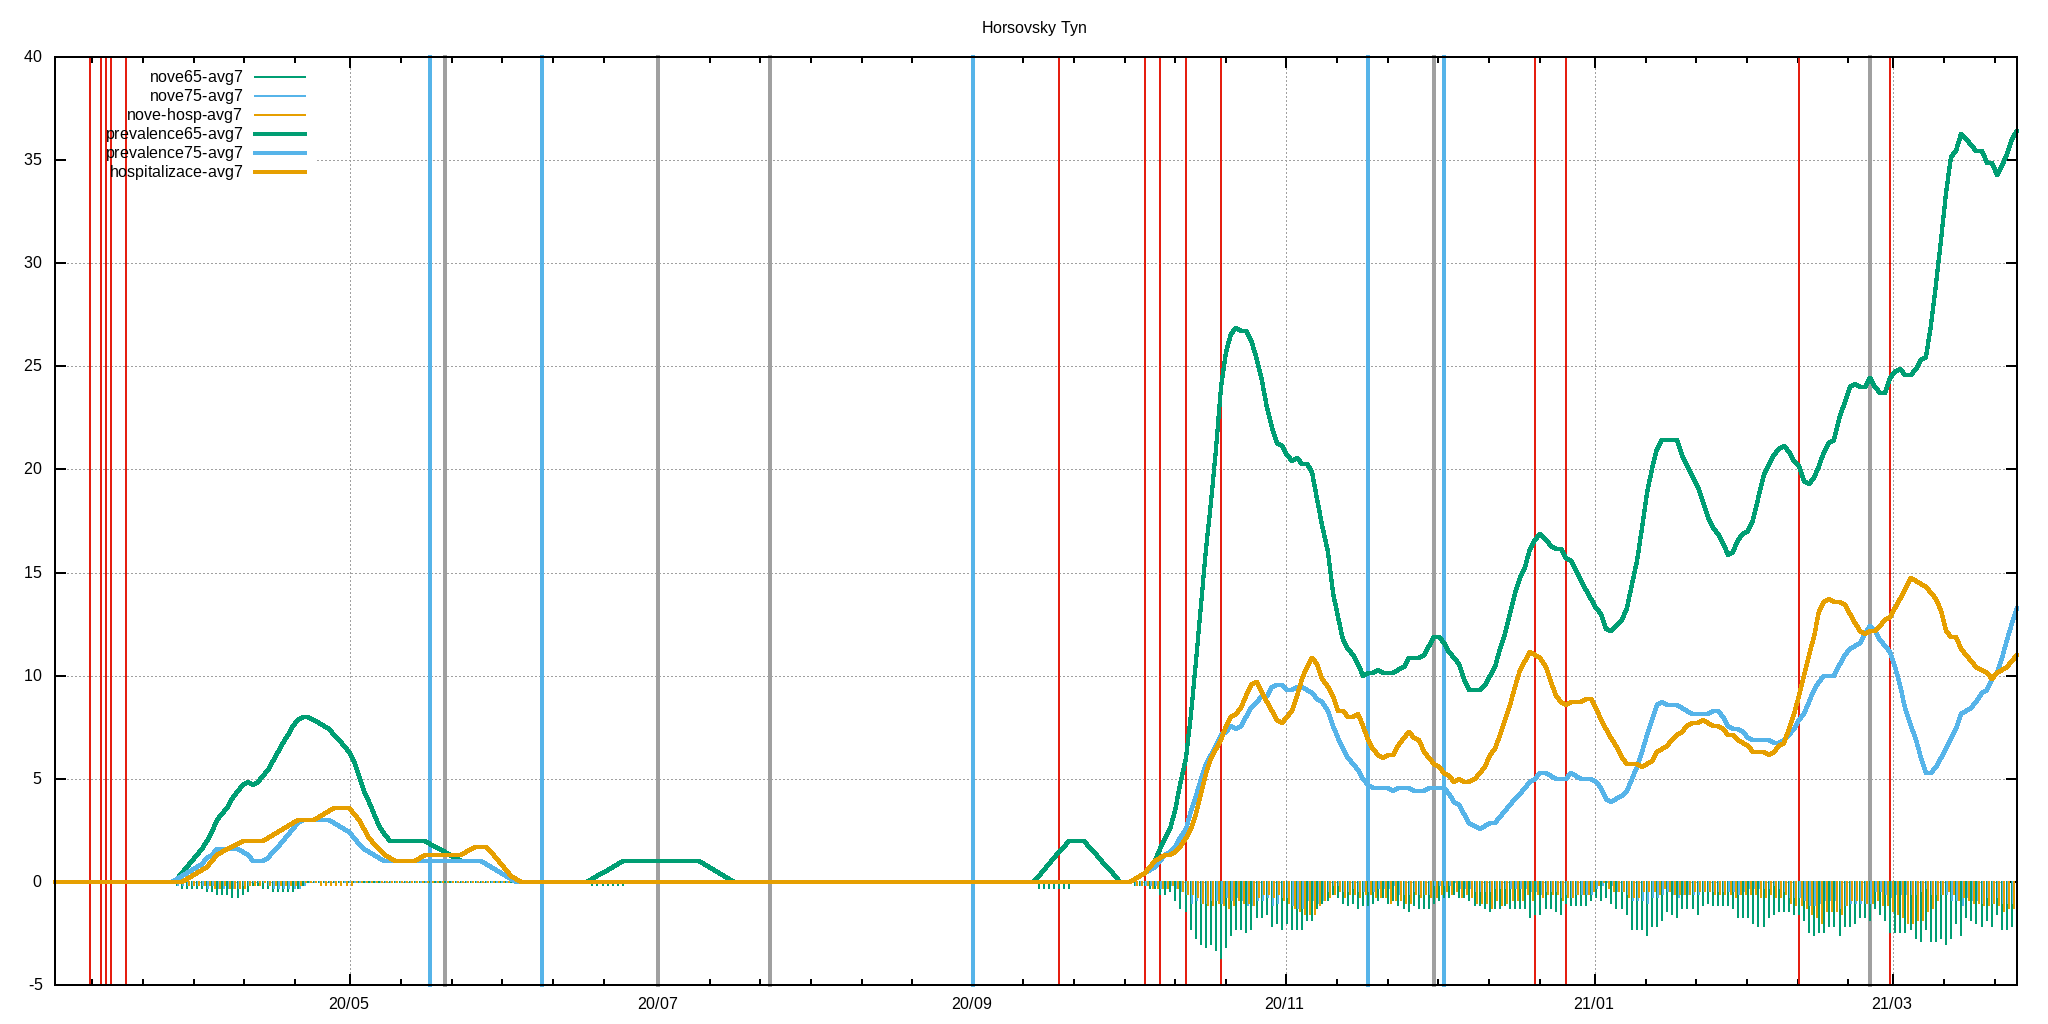 Horsovsky Tyn
40
35
30
25
20
15
10
5
0
-5
nove65-avg7
nove75-avg7
nove-hosp-avg7
prevalence65-avg7
prevalence75-avg7
hospitalizace-avg7
20/05 20/07 20/09 20/11 21/01 21/03